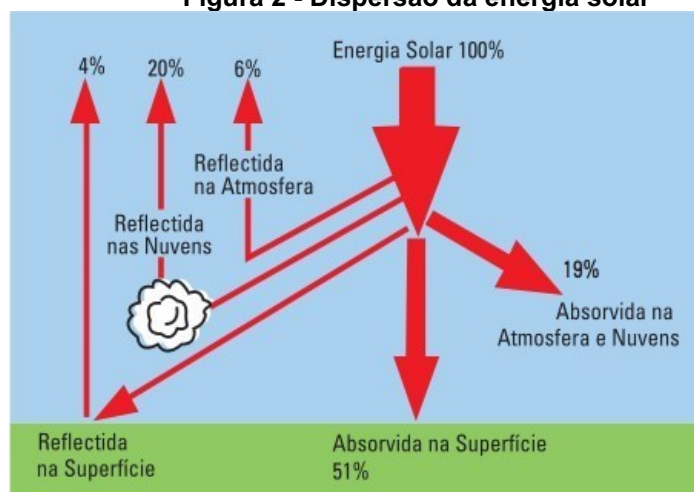 Figura 2 - Dispersão da energia solar
4% 20% 6%
Energia Solar 100%
Reflectida
na Atmosfera
Reflectida
nas Nuvens
19%
Absorvida na
Atmosfera e Nuvens
Reflectida
na Superfície
Absorvida na Superfície
51%